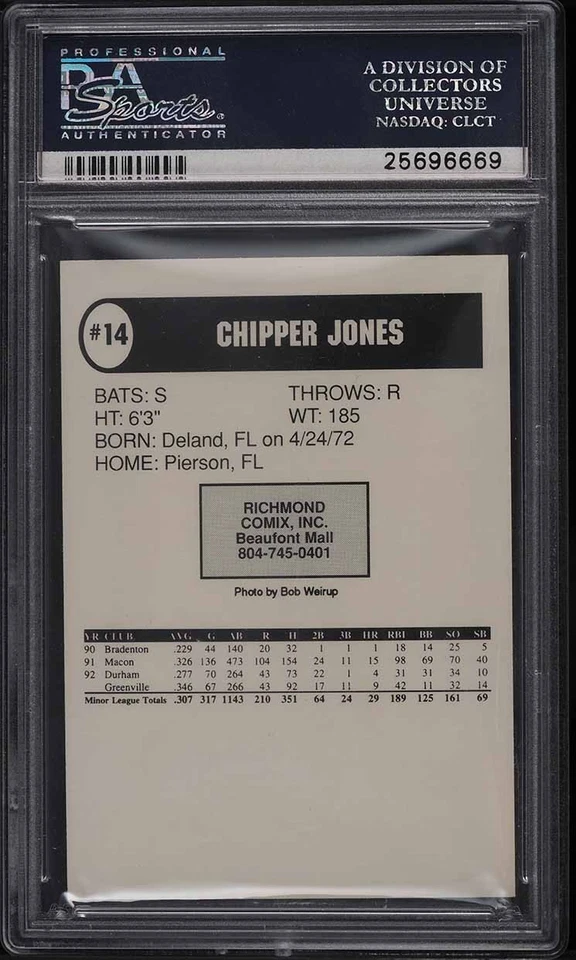 PROFESSIONAL
PSA
Sports
AUTHENTICATOR
A DIVISION OF
COLLECTORS
UNIVERSE
NASDAQ: CLCT
25696669
#14 CHIPPER JONES
BATS: S THROWS: R
HT: 6'3" WT: 185
BORN: Deland, FL on 4/24/72
HOME: Pierson, FL
RICHMOND
COMIX, INC.
Beaufont Mall
804-745-0401
Photo by Bob Weirup
YR CLUB AVG G AB R H 2B 3B HR RBI BB SO SB
90 Bradenton .229 44 140 20 32 1 1 1 18 14 25 5
91 Macon .326 136 473 104 154 24 11 15 98 69 70 40
92 Durham .277 70 264 43 73 22 1 4 31 31 34 10
Greenville .346 67 266 43 92 17 11 9 42 11 32 14
Minor League Totals .307 317 1143 210 351 64 24 29 189 125 161 69